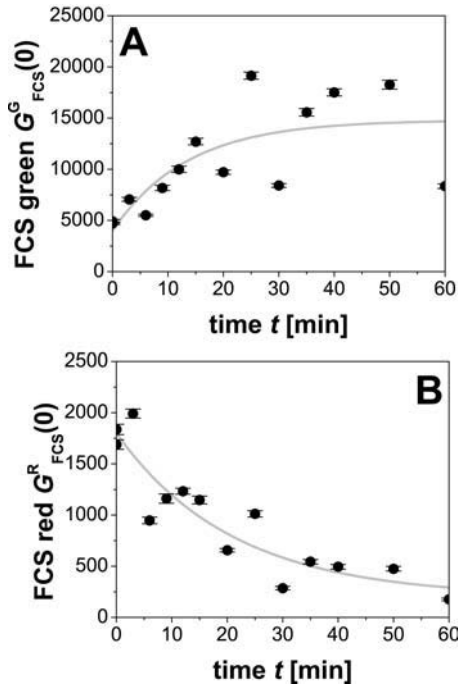 A
FCS green G^G_FCS(0)
25000
20000
15000
10000
5000
0
0 10 20 30 40 50 60
time t [min]
B
FCS red G^R_FCS(0)
2500
2000
1500
1000
500
0
0 10 20 30 40 50 60
time t [min]